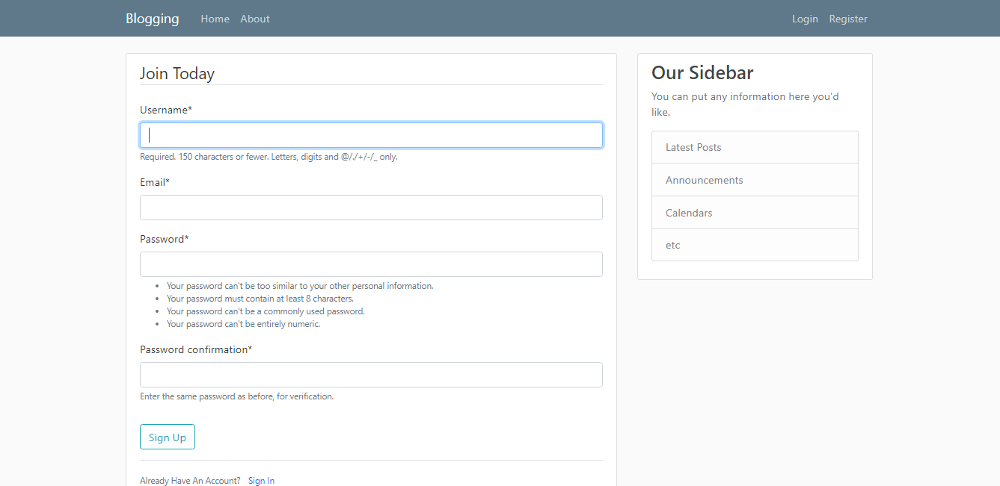 Blogging Home About Login Register
Join Today
Username*
Required. 150 characters or fewer. Letters, digits and @/./+/-/_ only.
Email*
Password*
Your password can't be too similar to your other personal information.
Your password must contain at least 8 characters.
Your password can't be a commonly used password.
Your password can't be entirely numeric.
Password confirmation*
Enter the same password as before, for verification.
Sign Up
Already Have An Account? Sign In
Our Sidebar
You can put any information here you'd
like.
Latest Posts
Announcements
Calendars
etc